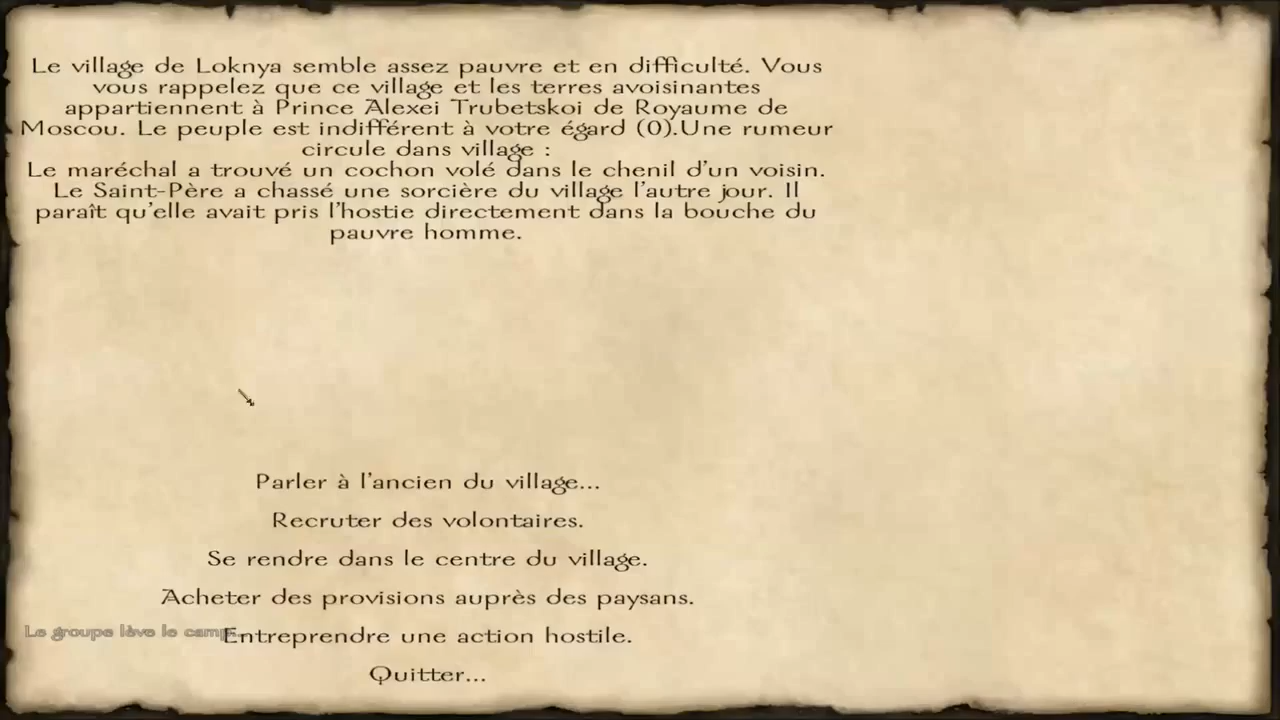 Le village de Loknya semble assez pauvre et en difficulté. Vous
vous rappelez que ce village et les terres avoisinantes
appartiennent à Prince Alexei Trubetskoi de Royaume de
Moscou. Le peuple est indifférent à votre égard (0).Une rumeur
circule dans village :
Le maréchal a trouvé un cochon volé dans le chenil d'un voisin.
Le Saint-Père a chassé une sorcière du village l'autre jour. Il
paraît qu'elle avait pris l'hostie directement dans la bouche du
pauvre homme.
Parler à l'ancien du village...
Recruter des volontaires.
Se rendre dans le centre du village.
Acheter des provisions auprès des paysans.
Le groupe lève le camp.
Entreprendre une action hostile.
Quitter...